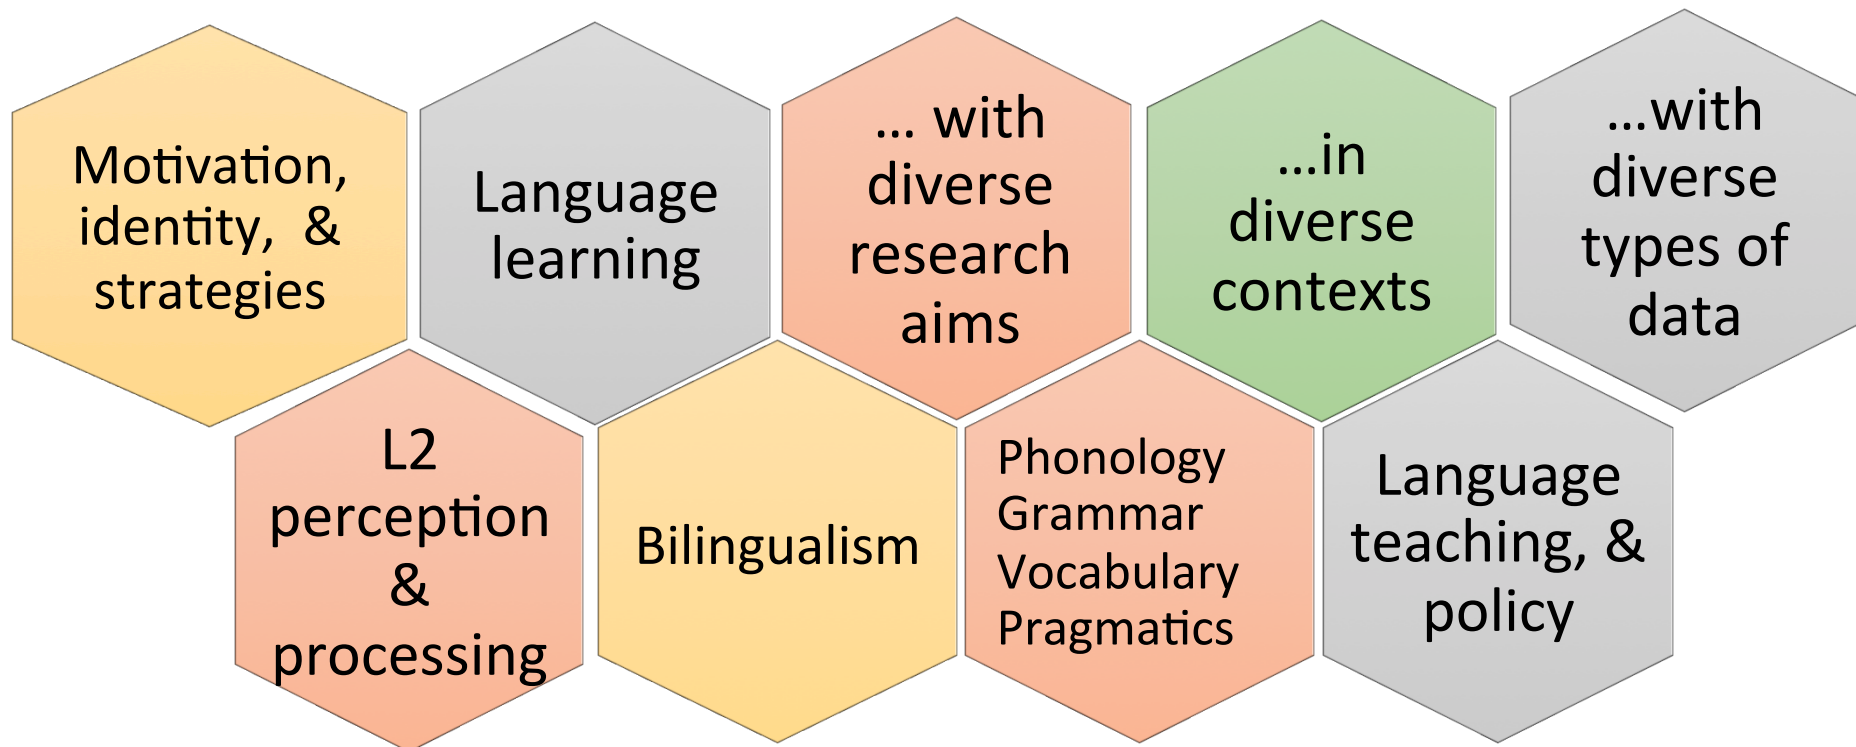 Motivation,
identity,  &
strategies
Language
learning
… with
diverse
research
aims
…in
diverse
contexts
…with
diverse
types of
data
L2
perception
&
processing
Bilingualism
Phonology
Grammar
Vocabulary
Pragmatics
Language
teaching, &
policy